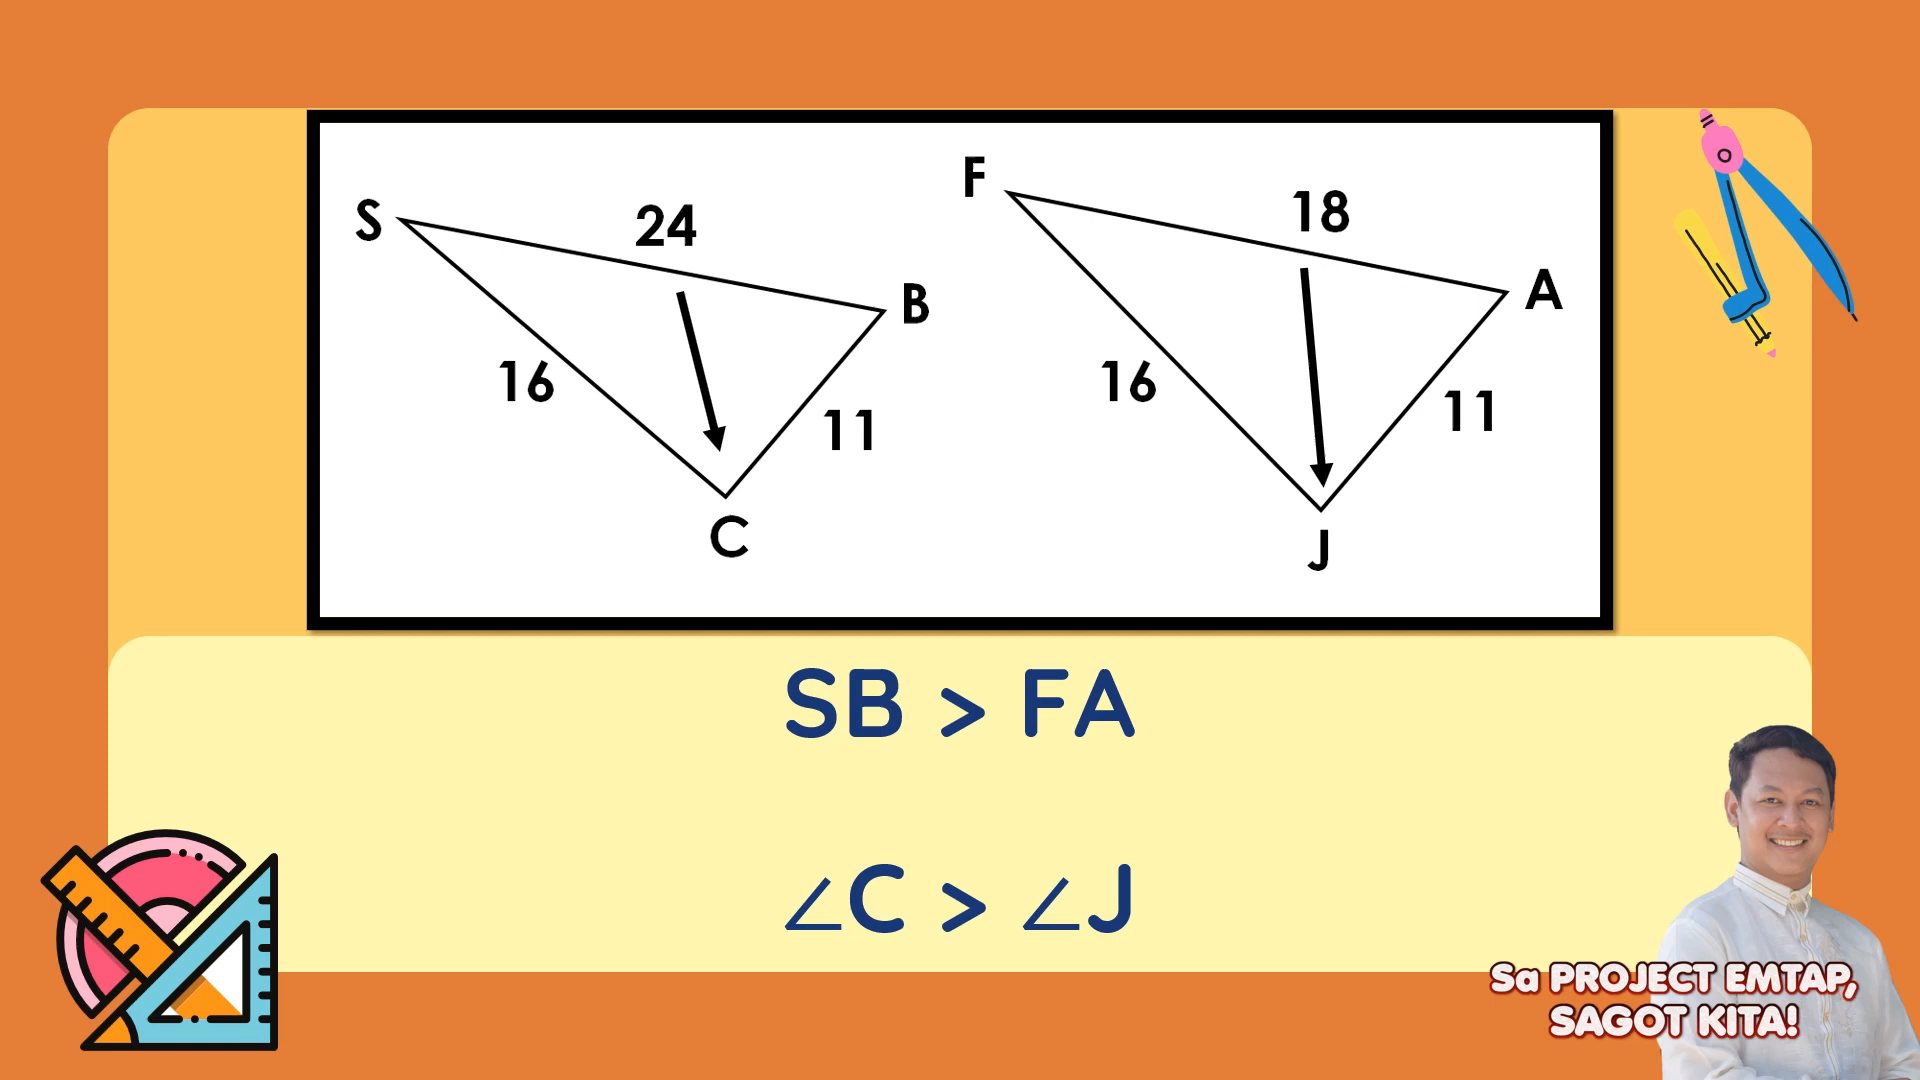 S
24
B
16
11
C
F
18
A
16
11
J
SB > FA
∠C > ∠J
Sa PROJECT EMTAP,
SAGOT KITA!